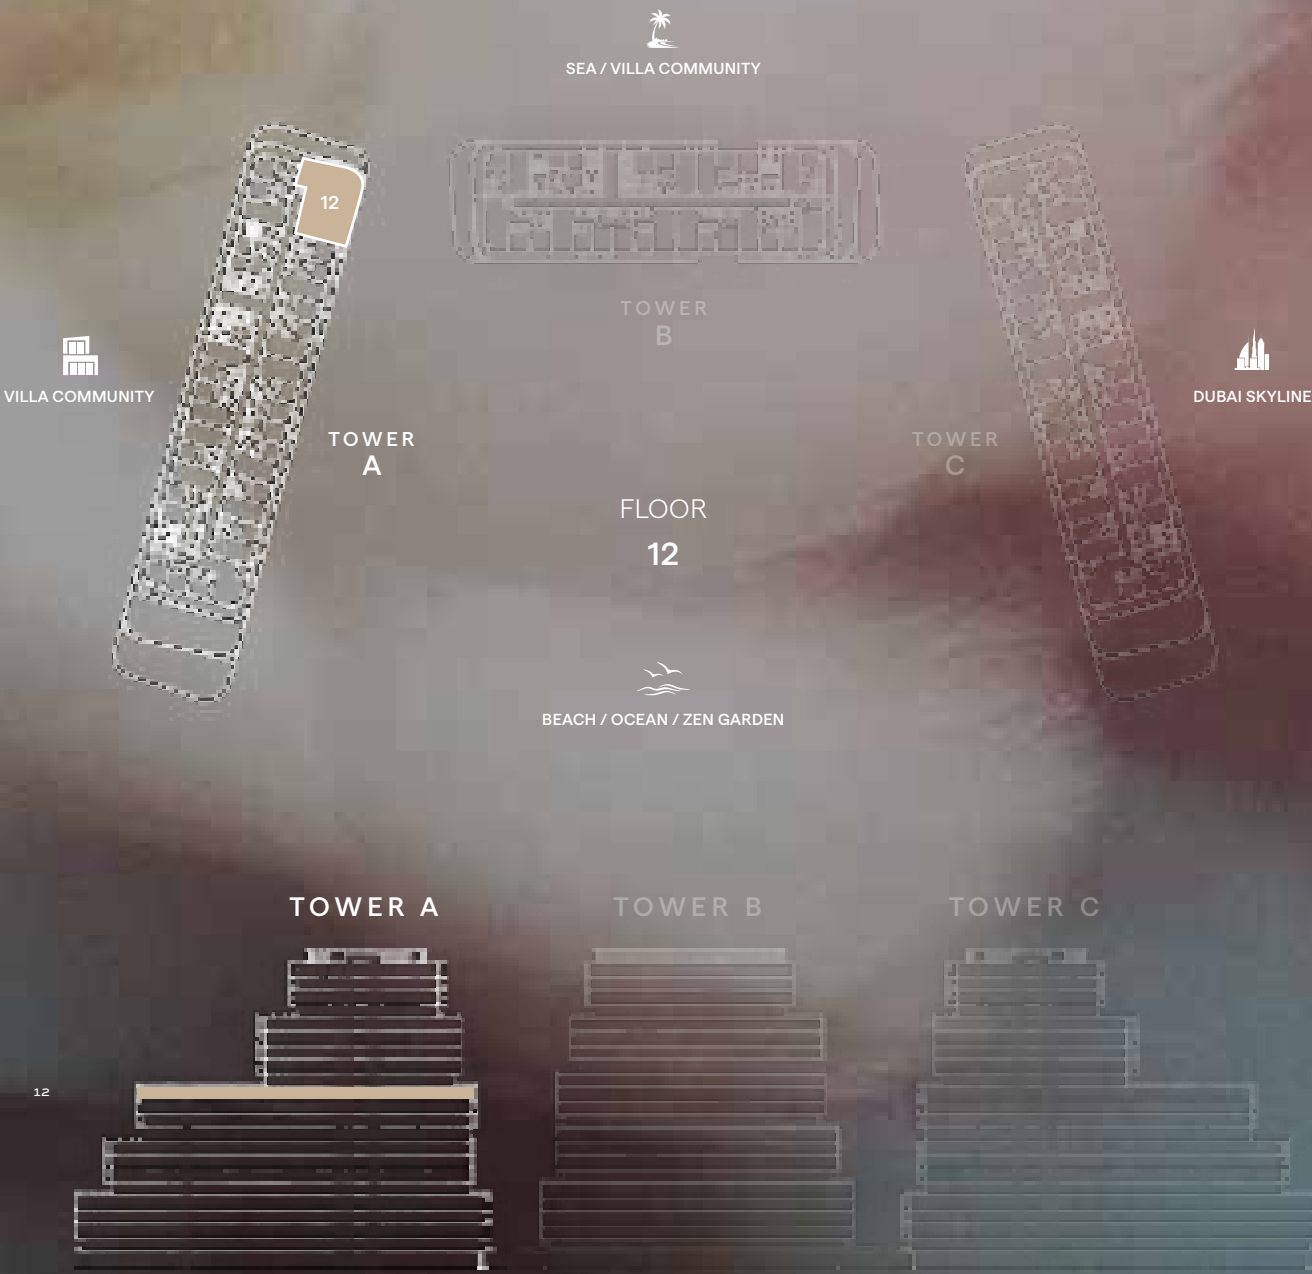 SEA / VILLA COMMUNITY
12
TOWER
B
VILLA COMMUNITY
DUBAI SKYLINE
TOWER
A
TOWER
C
FLOOR
12
BEACH / OCEAN / ZEN GARDEN
TOWER A
TOWER B
TOWER C
12